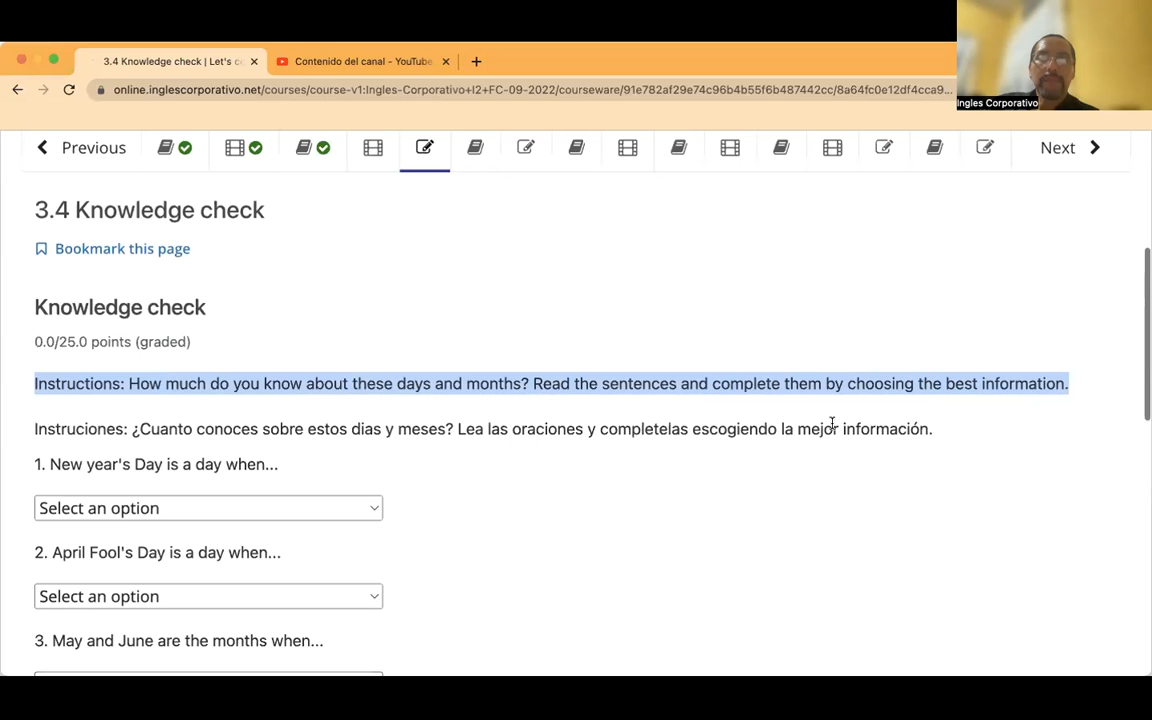 3.4 Knowledge check | Let's c
Contenido del canal - YouTube
online.inglescorporativo.net/courses/course-v1:Ingles-Corporativo+I2+FC-09-2022/courseware/91e782af29e74c96b4b55f6b487442cc/8a64fc0e12df4cca9...
Ingles Corporativo
Previous
Next
3.4 Knowledge check
Bookmark this page
Knowledge check
0.0/25.0 points (graded)
Instructions: How much do you know about these days and months? Read the sentences and complete them by choosing the best information.
Instruciones: ¿Cuanto conoces sobre estos dias y meses? Lea las oraciones y completelas escogiendo la mejor información.
1. New year's Day is a day when...
Select an option
2. April Fool's Day is a day when...
Select an option
3. May and June are the months when...